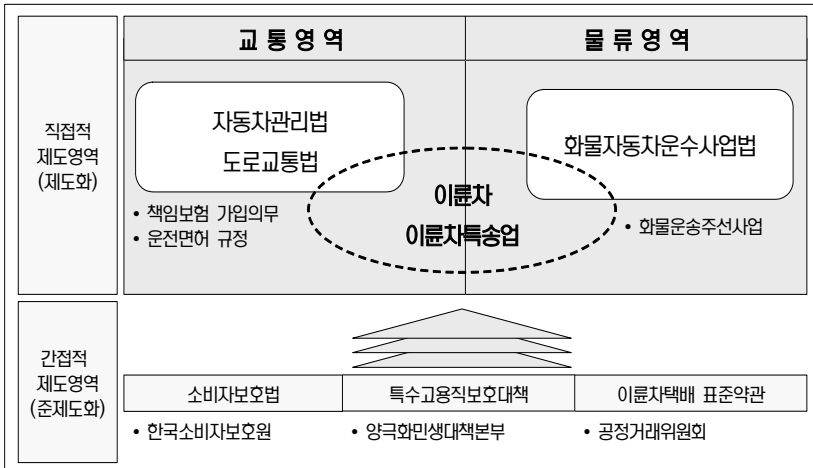 교통영역
물류영역
직접적
제도영역
(제도화)
자동차관리법
도로교통법
화물자동차운수사업법
이륜차
이륜차특송업
• 책임보험 가입의무
• 운전면허 규정
• 화물운송주선사업
간접적
제도영역
(준제도화)
소비자보호법
특수고용직보호대책
이륜차택배 표준약관
• 한국소비자보호원
• 양극화민생대책본부
• 공정거래위원회